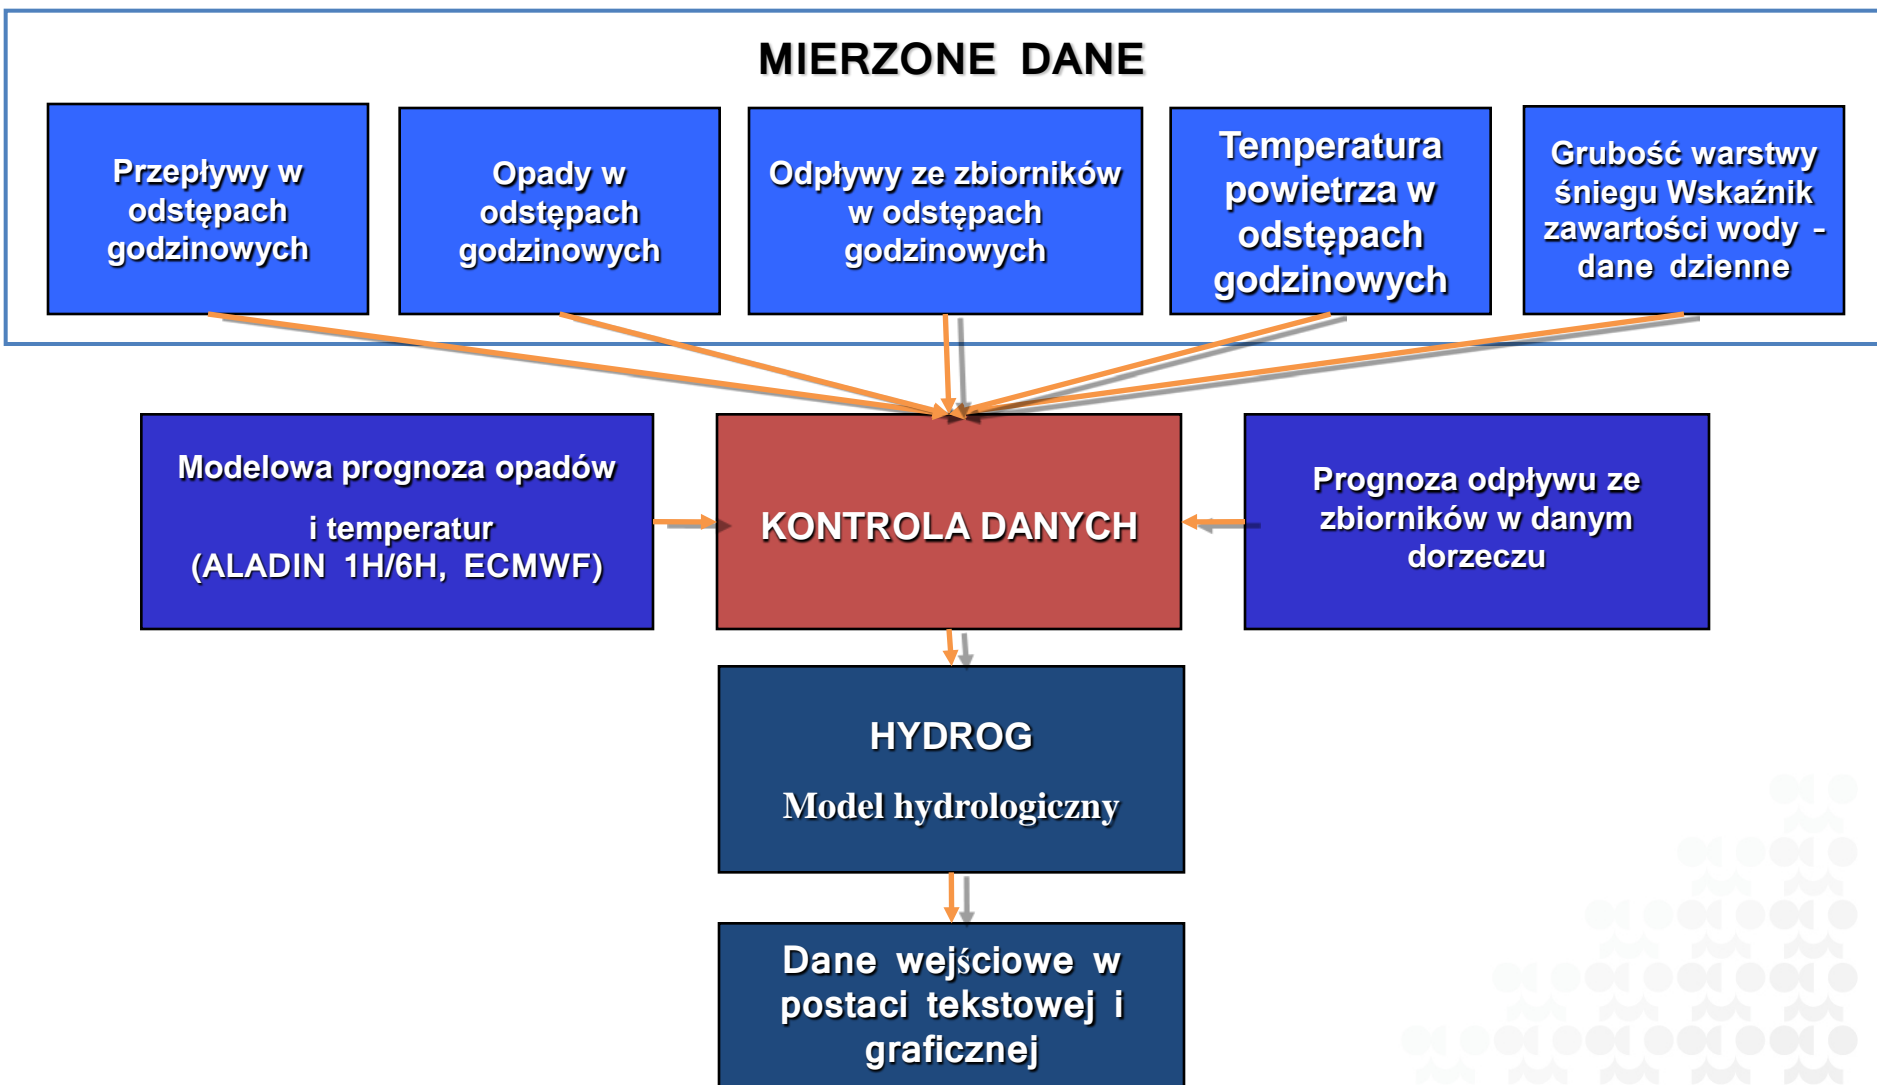 MIERZONE DANE
Przepływy w
odstępach
godzinowych
Opady w
odstępach
godzinowych
Odpływy ze zbiorników
w odstępach
godzinowych
Temperatura
powietrza w
odstępach
godzinowych
Grubość warstwy
śniegu Wskaźnik
zawartości wody -
dane dzienne
Modelowa prognoza opadów
i temperatur
(ALADIN 1H/6H, ECMWF)
KONTROLA DANYCH
Prognoza odpływu ze
zbiorników w danym
dorzeczu
HYDROG
Model hydrologiczny
Dane wejściowe w
postaci tekstowej i
graficznej